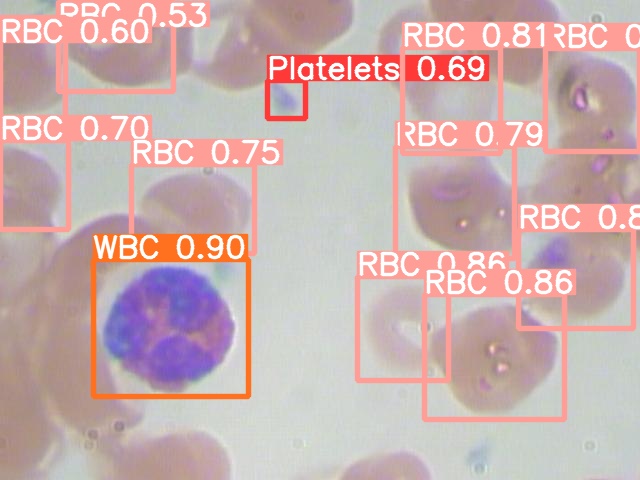 RBC 0.53
RBC 0.60
RBC 0.81
RBC 0
Platelets 0.69
RBC 0.70
RBC 0.79
RBC 0.75
RBC 0.8
WBC 0.90
RBC 0.86
RBC 0.86